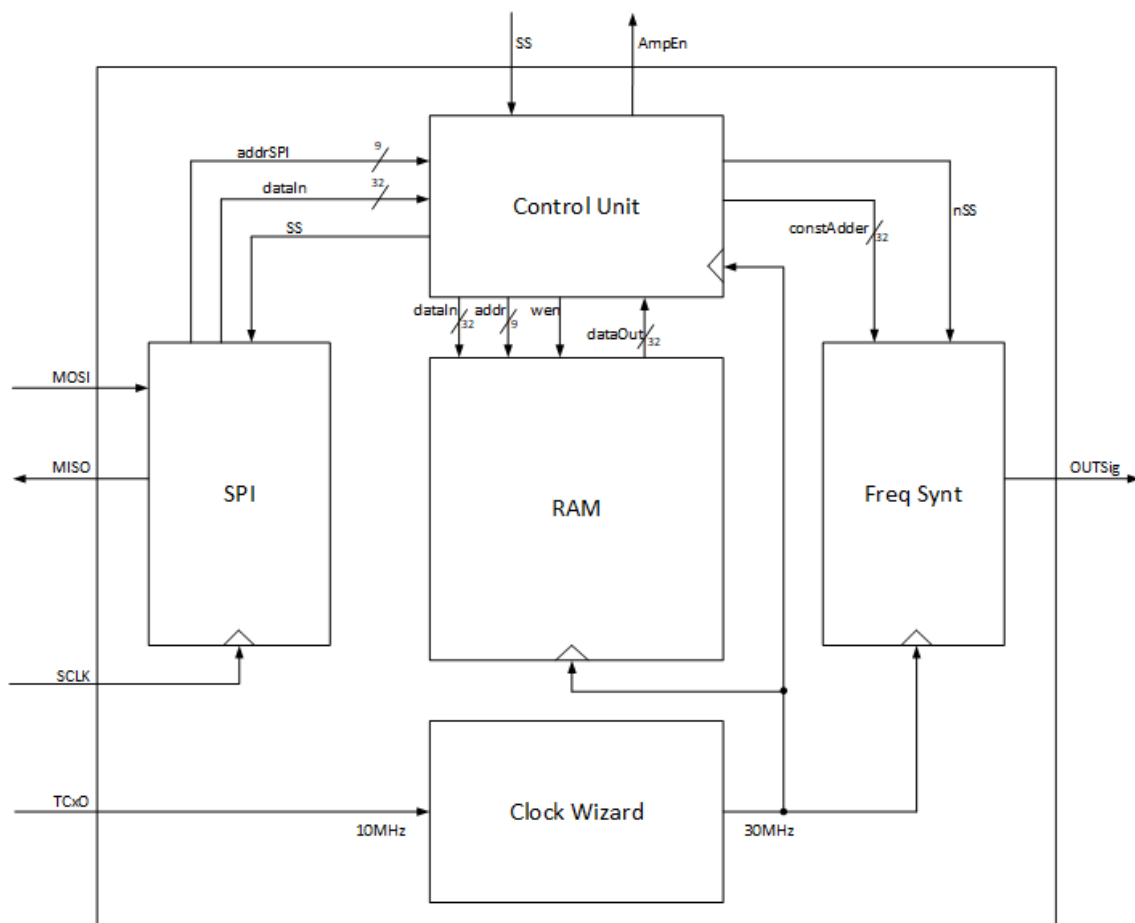 SS
AmpEn
addrSPI
9
dataIn
32
SS
Control Unit
constAdder
32
nSS
dataIn
32
addr
9
wen
dataOut
32
MOSI
MISO
SPI
RAM
Freq Synt
OUTSig
SCLK
TCxO
10MHz
Clock Wizard
30MHz